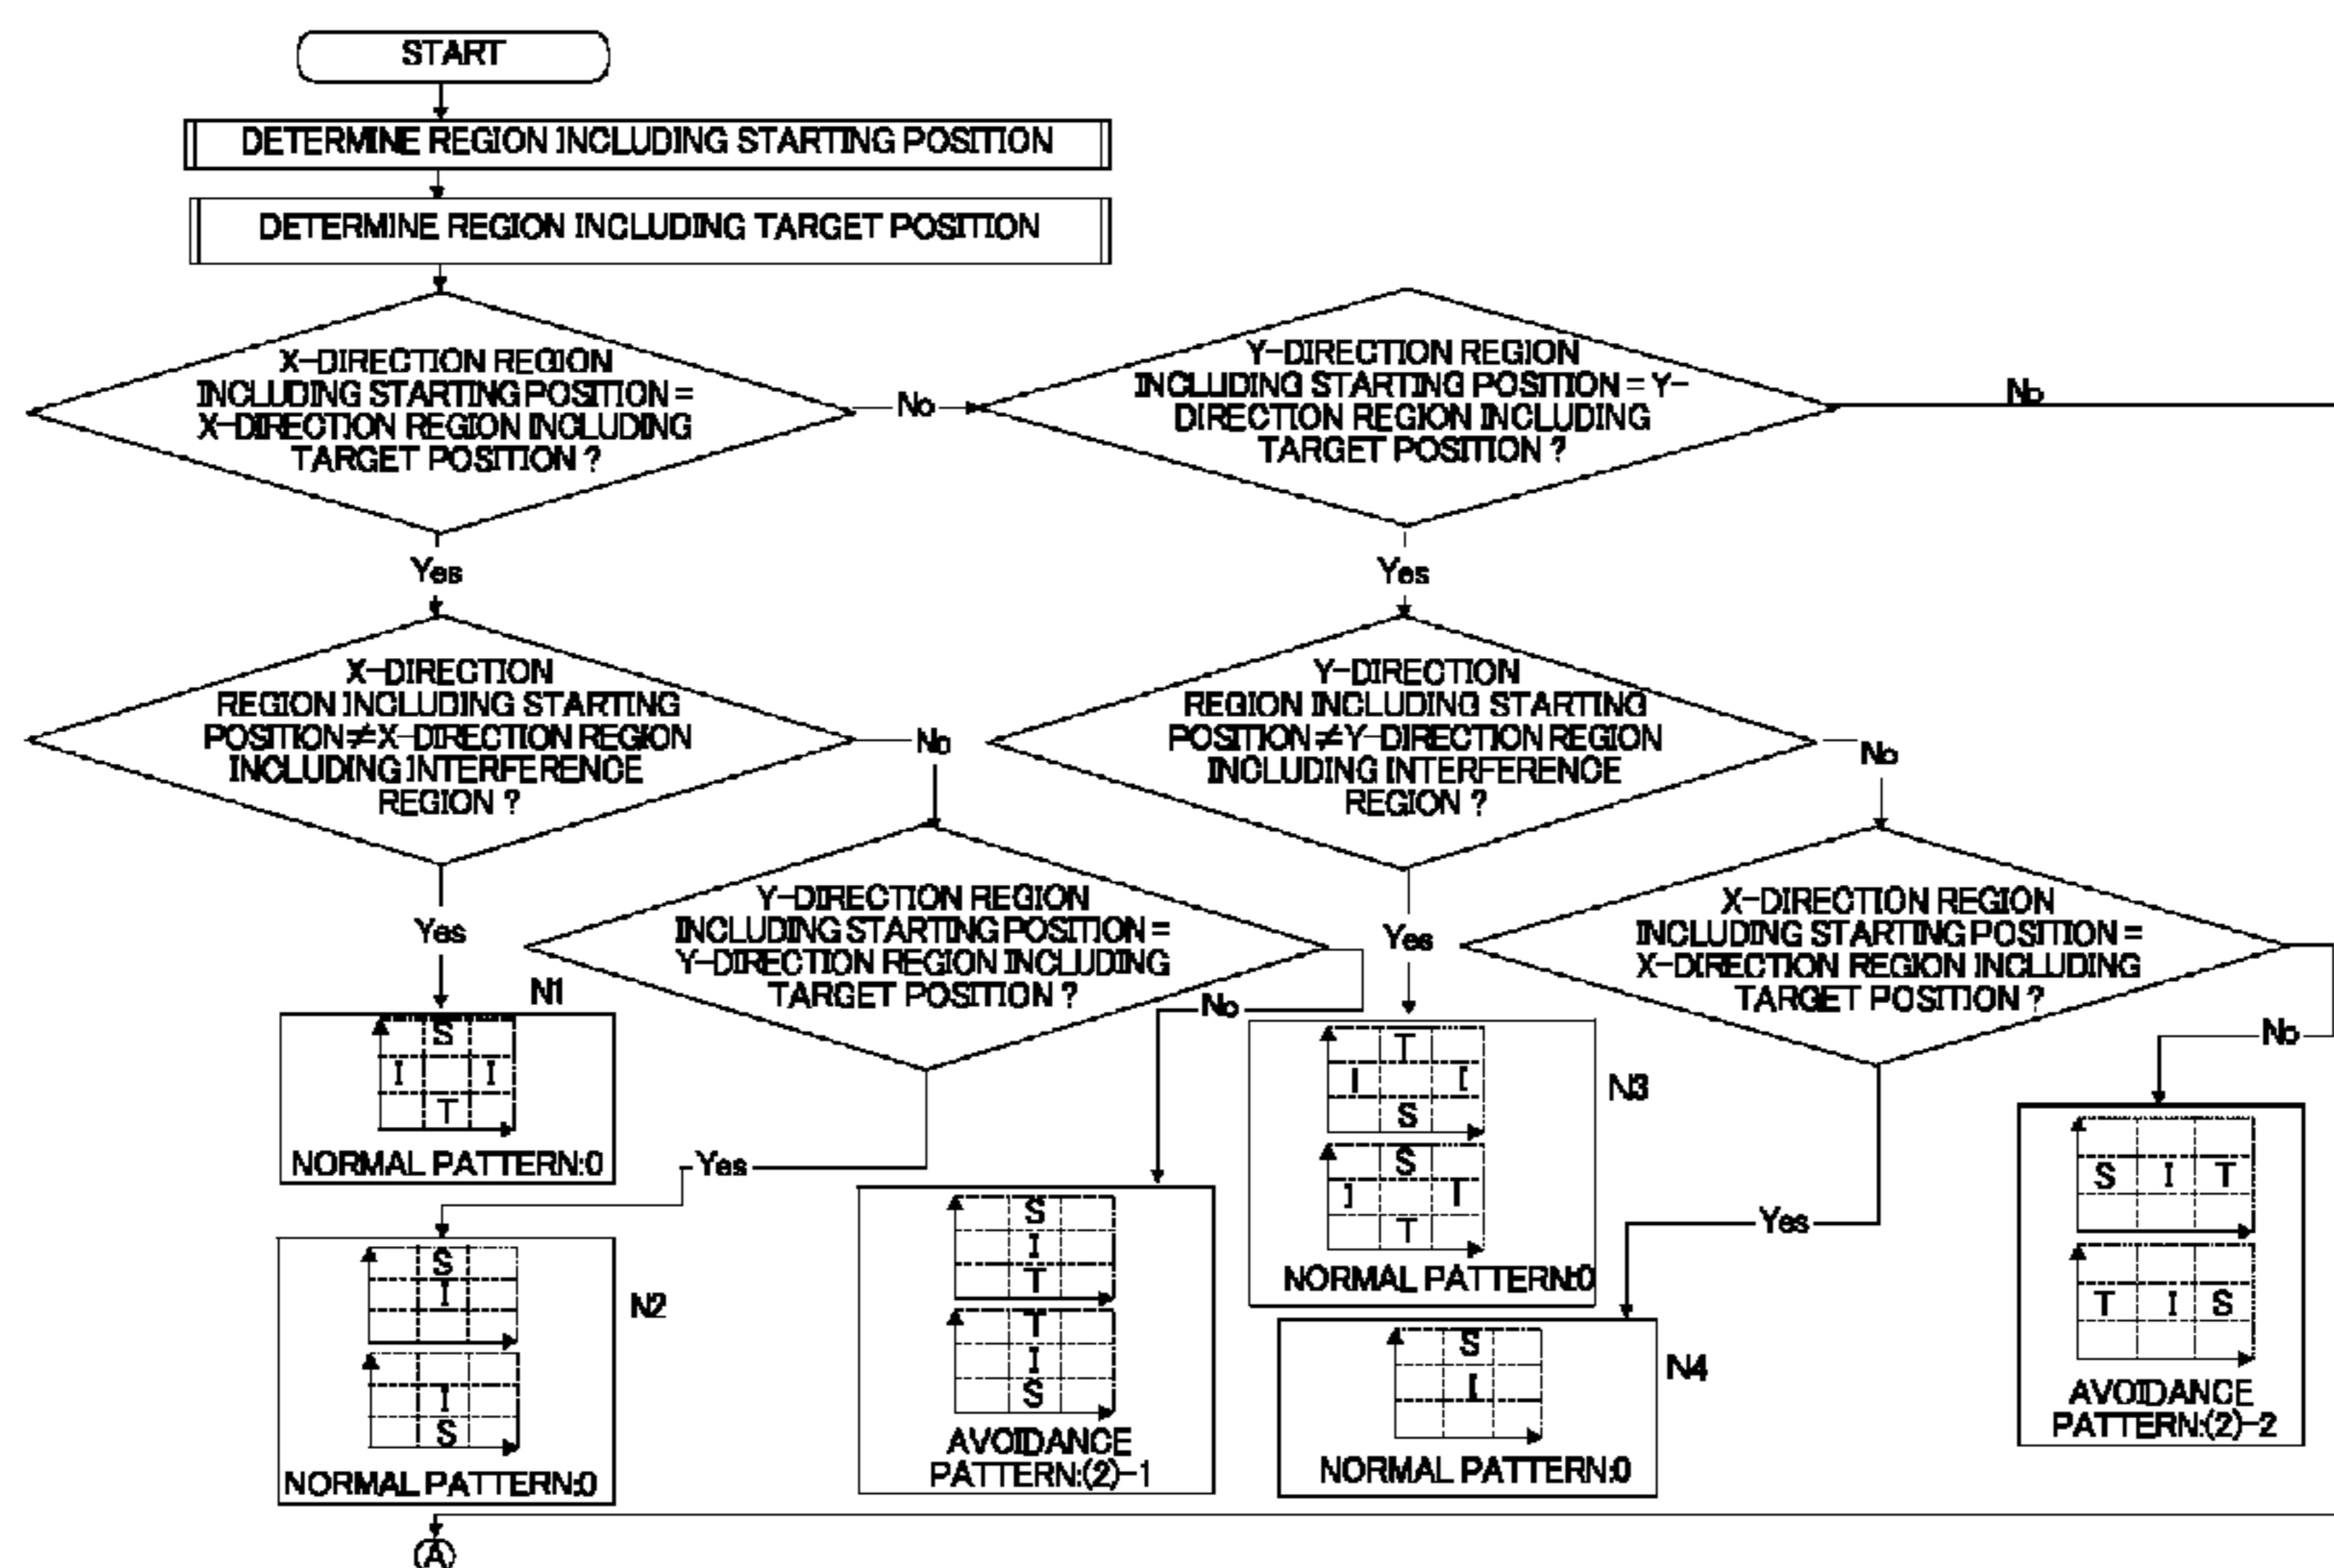 START
DETERMINE REGION INCLUDING STARTING POSITION
DETERMINE REGION INCLUDING TARGET POSITION
X-DIRECTION REGION
INCLUDING STARTING POSITION =
X-DIRECTION REGION INCLUDING
TARGET POSITION ?
No
Y-DIRECTION REGION
INCLUDING STARTING POSITION = Y-
DIRECTION REGION INCLUDING
TARGET POSITION ?
No
Yes
Yes
X-DIRECTION
REGION INCLUDING STARTING
POSITION≠X-DIRECTION REGION
INCLUDING INTERFERENCE
REGION ?
No
Y-DIRECTION
REGION INCLUDING STARTING
POSITION≠Y-DIRECTION REGION
INCLUDING INTERFERENCE
REGION ?
No
Yes
Y-DIRECTION REGION
INCLUDING STARTING POSITION =
Y-DIRECTION REGION INCLUDING
TARGET POSITION ?
No
Yes
X-DIRECTION REGION
INCLUDING STARTING POSITION =
X-DIRECTION REGION INCLUDING
TARGET POSITION ?
No
N1
S
I I
T
NORMAL PATTERN:0
Yes
N2
S
I
I
S
NORMAL PATTERN:0
S
I
T
T
I
S
AVOIDANCE
PATTERN:(2)-1
N3
T
I I
S
S
I I
T
NORMAL PATTERN:0
Yes
N4
S
I
NORMAL PATTERN:0
S I T
T I S
AVOIDANCE
PATTERN:(2)-2
A